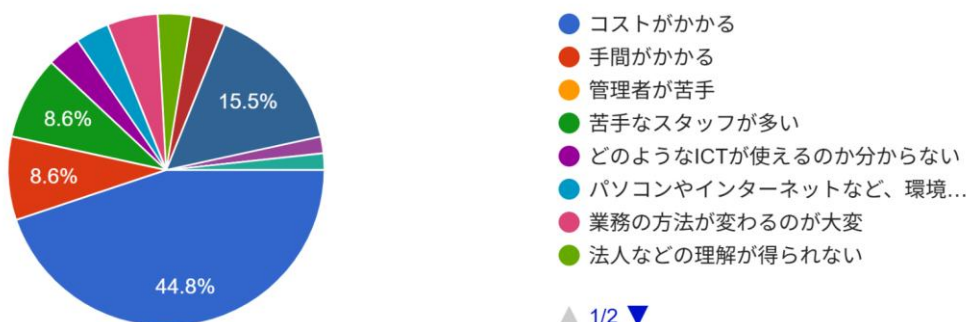 15.5%
8.6%
8.6%
44.8%
コストがかかる
手間がかかる
管理者が苦手
苦手なスタッフが多い
どのようなICTが使えるのか分からない
パソコンやインターネットなど、環境…
業務の方法が変わるのが大変
法人などの理解が得られない
1/2